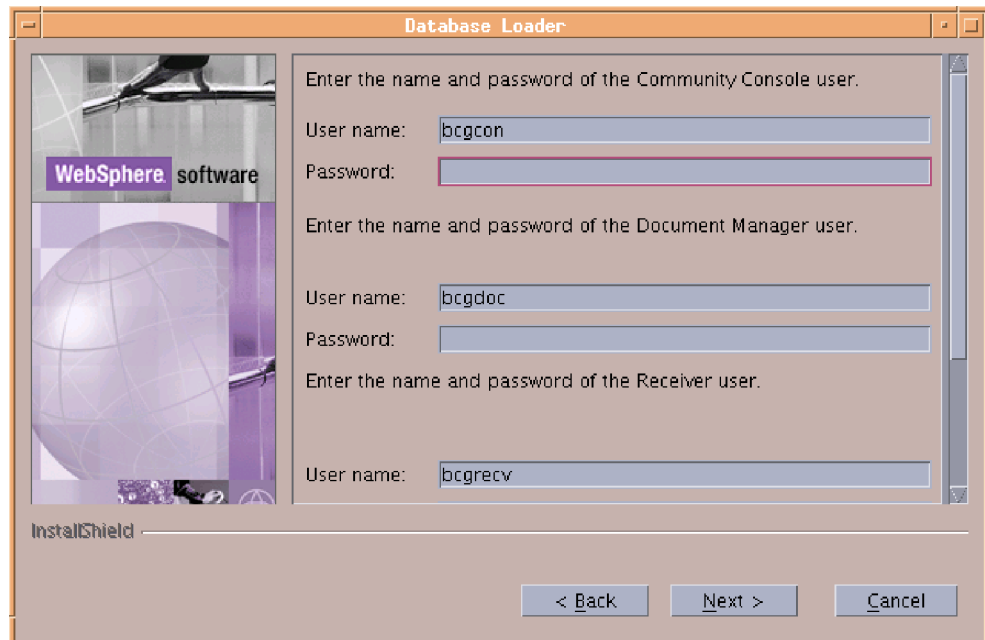 Database Loader
Enter the name and password of the Community Console user.
User name: bcgcon
Password:
WebSphere. software
Enter the name and password of the Document Manager user.
User name: bcgdoc
Password:
Enter the name and password of the Receiver user.
User name: bcgrecv
InstallShield
< Back Next > Cancel